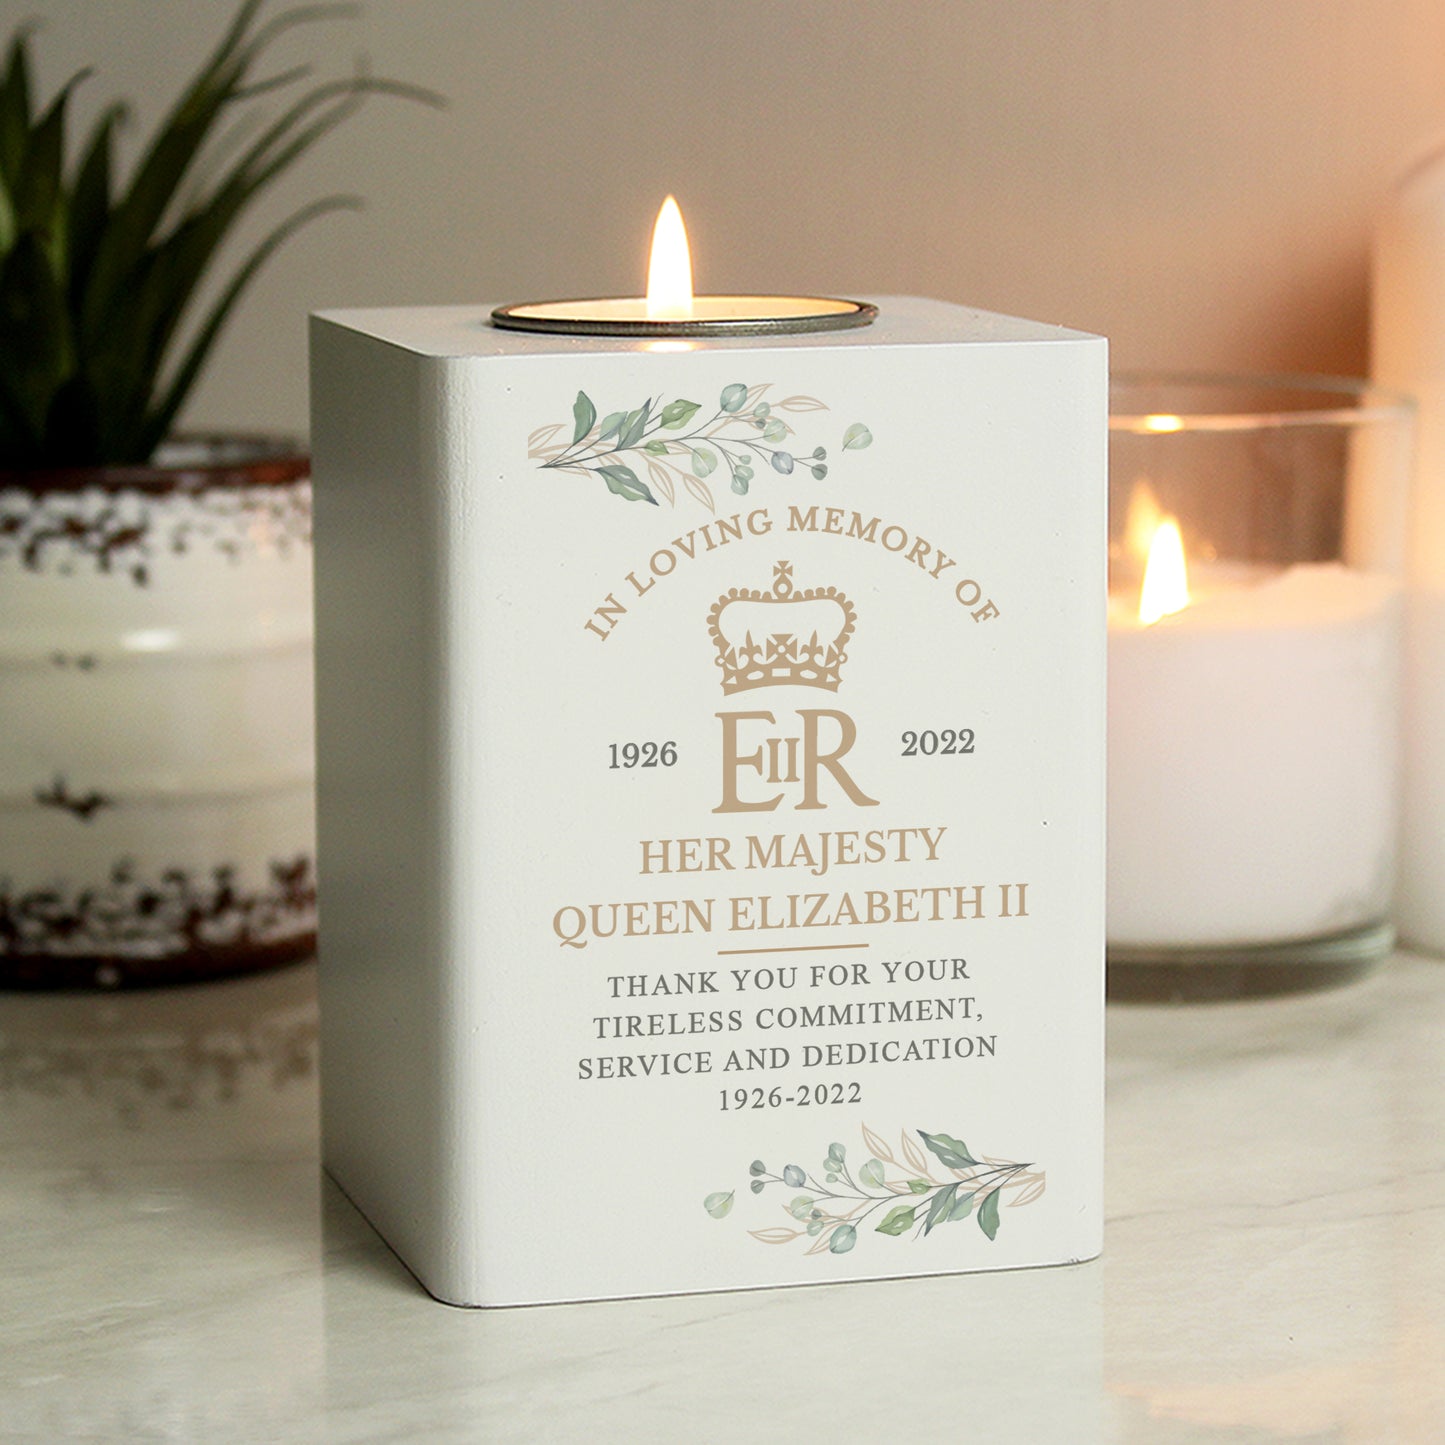 IN LOVING MEMORY OF
1926 EIIR 2022
HER MAJESTY
QUEEN ELIZABETH II
THANK YOU FOR YOUR
TIRELESS COMMITMENT,
SERVICE AND DEDICATION
1926-2022